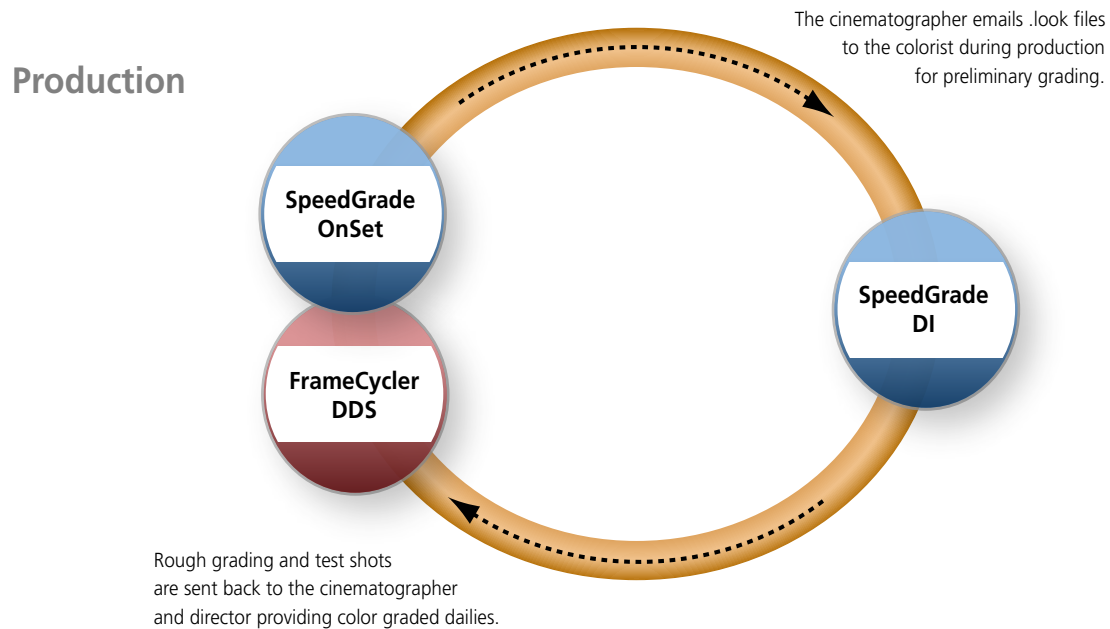 Production
The cinematographer emails .look files
to the colorist during production
for preliminary grading.
SpeedGrade
OnSet
SpeedGrade
DI
FrameCycler
DDS
Rough grading and test shots
are sent back to the cinematographer
and director providing color graded dailies.